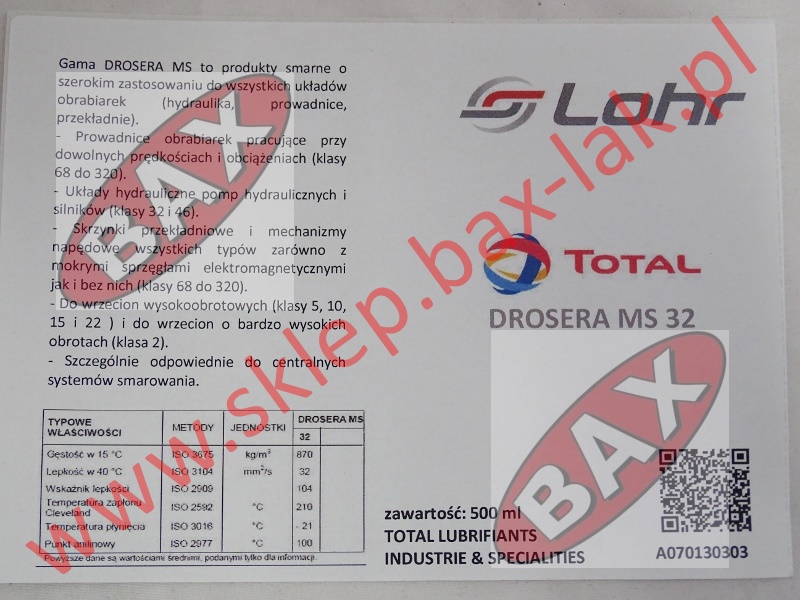 Gama DROSERA MS to produkty smarne o
szerokim zastosowaniu do wszystkich układów
obrabiarek (hydraulika, prowadnice,
przekładnie).
- Prowadnice obrabiarek pracujące przy
dowolnych prędkościach i obciążeniach (klasy
68 do 320).
- Układy hydrauliczne pomp hydraulicznych i
silników (klasy 32 i 46).
- Skrzynki przekładniowe i mechanizmy
napędowe wszystkich typów zarówno z
mokrymi sprzęgłami elektromagnetycznymi
jak i bez nich (klasy 68 do 320).
- Do wrzecion wysokoobrotowych (klasy 5, 10,
15 i 22 ) i do wrzecion o bardzo wysokich
obrotach (klasa 2).
- Szczególnie odpowiednie do centralnych
systemów smarowania.
TYPOWE WŁAŚCIWOŚCI METODY JEDNOSTKI DROSERA MS
32
Gęstość w 15 °C ISO 3675 kg/m³ 870
Lepkość w 40 °C ISO 3104 mm²/s 32
Wskaźnik lepkości ISO 2909 104
Temperatura zapłonu Cleveland ISO 2592 °C 210
Temperatura płynięcia ISO 3016 °C - 21
Punkt anilinowy ISO 2977 °C 100
Powyższe dane są wartościami średnimi, podanymi tylko dla informacji.
Lohr
TOTAL
DROSERA MS 32
zawartość: 500 ml
TOTAL LUBRIFIANTS
INDUSTRIE & SPECIALITIES
A070130303
BAX
BAX
www.sklep.bax-lak.pl